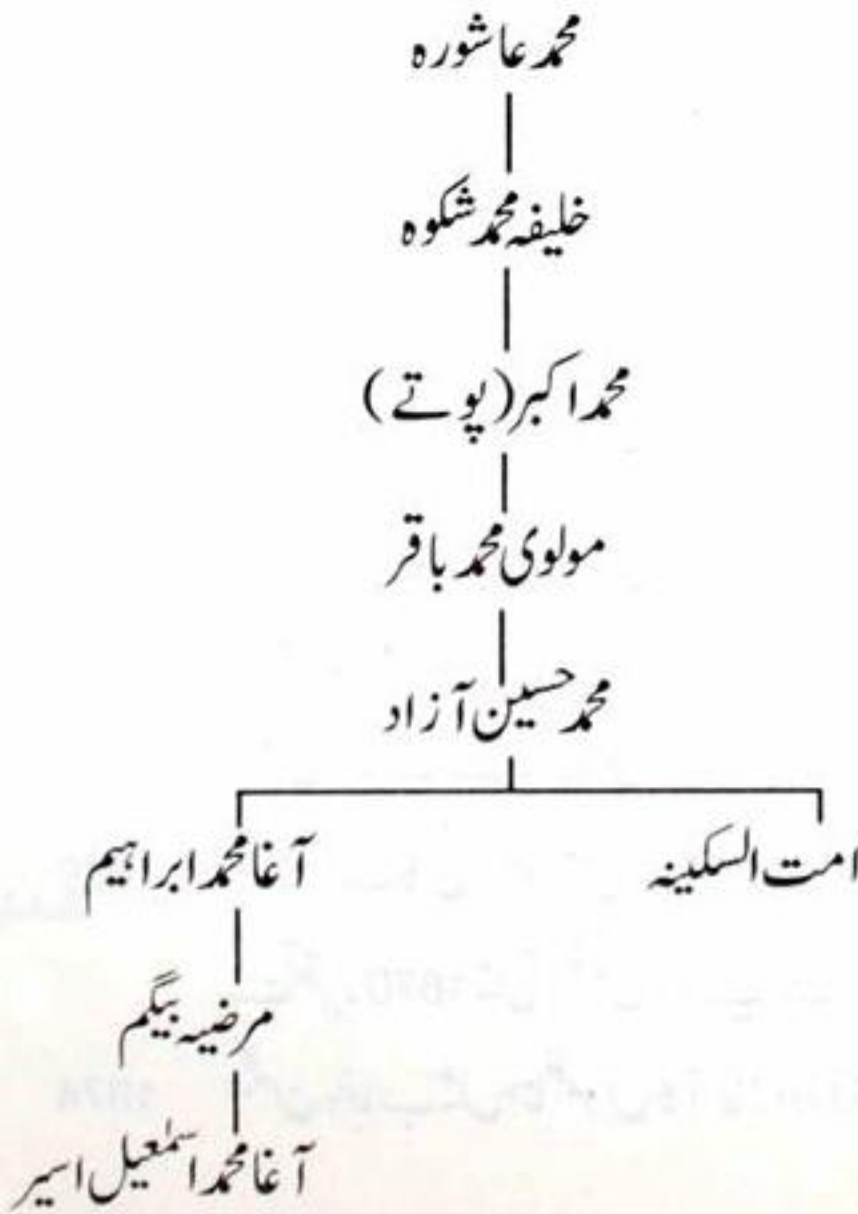 محمد عاشورہ
خلیفہ محمد شکوہ
محمد اکبر (پوتے)
مولوی محمد باقر
محمد حسین آزاد
امت السکینہ
آغا محمد ابراہیم
مرضیہ بیگم
آغا محمد اسمٰعیل اسیر